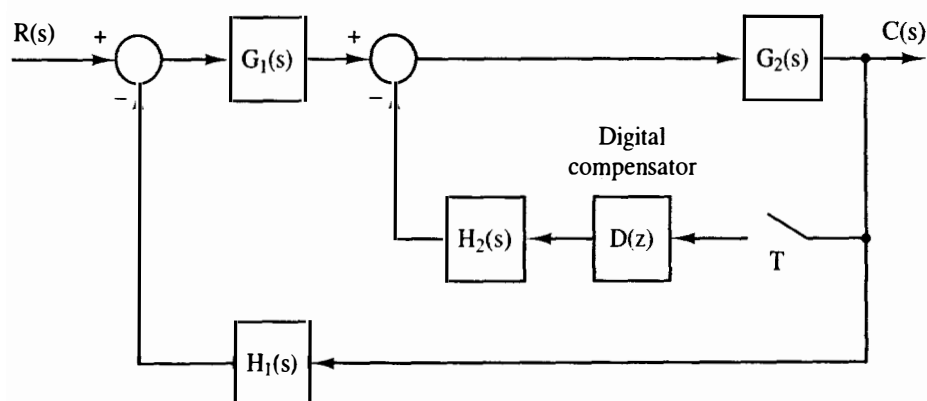 R(s)
+
−
G₁(s)
+
−
G₂(s)
C(s)
Digital
compensator
H₂(s)
D(z)
T
H₁(s)